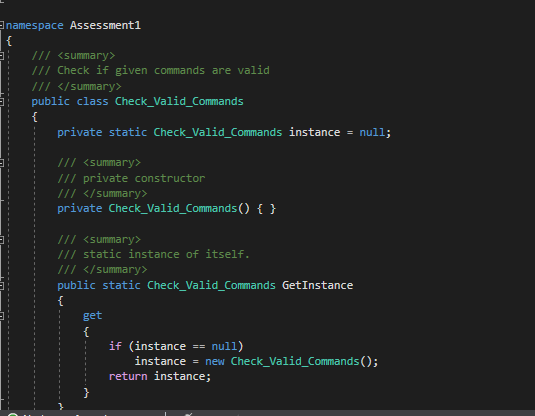 namespace Assessment1
{
/// <summary>
/// Check if given commands are valid
/// </summary>
public class Check_Valid_Commands
{
private static Check_Valid_Commands instance = null;
/// <summary>
/// private constructor
/// </summary>
private Check_Valid_Commands() { }
/// <summary>
/// static instance of itself.
/// </summary>
public static Check_Valid_Commands GetInstance
{
get
{
if (instance == null)
instance = new Check_Valid_Commands();
return instance;
}
}